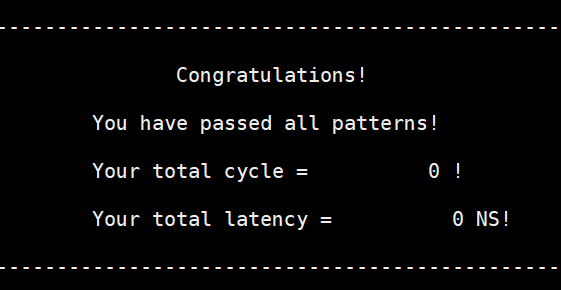 --------------------------------------------------
Congratulations!
You have passed all patterns!
Your total cycle =          0 !
Your total latency =          0 NS!
--------------------------------------------------